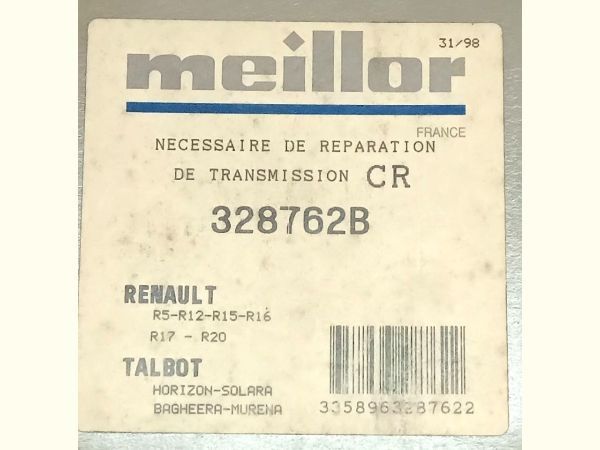 31/98
meillor
FRANCE
NECESSAIRE DE REPARATION
DE TRANSMISSION CR
328762B
RENAULT
R5-R12-R15-R16
R17 - R20
TALBOT
HORIZON-SOLARA
BAGHEERA-MURENA
3358963287622